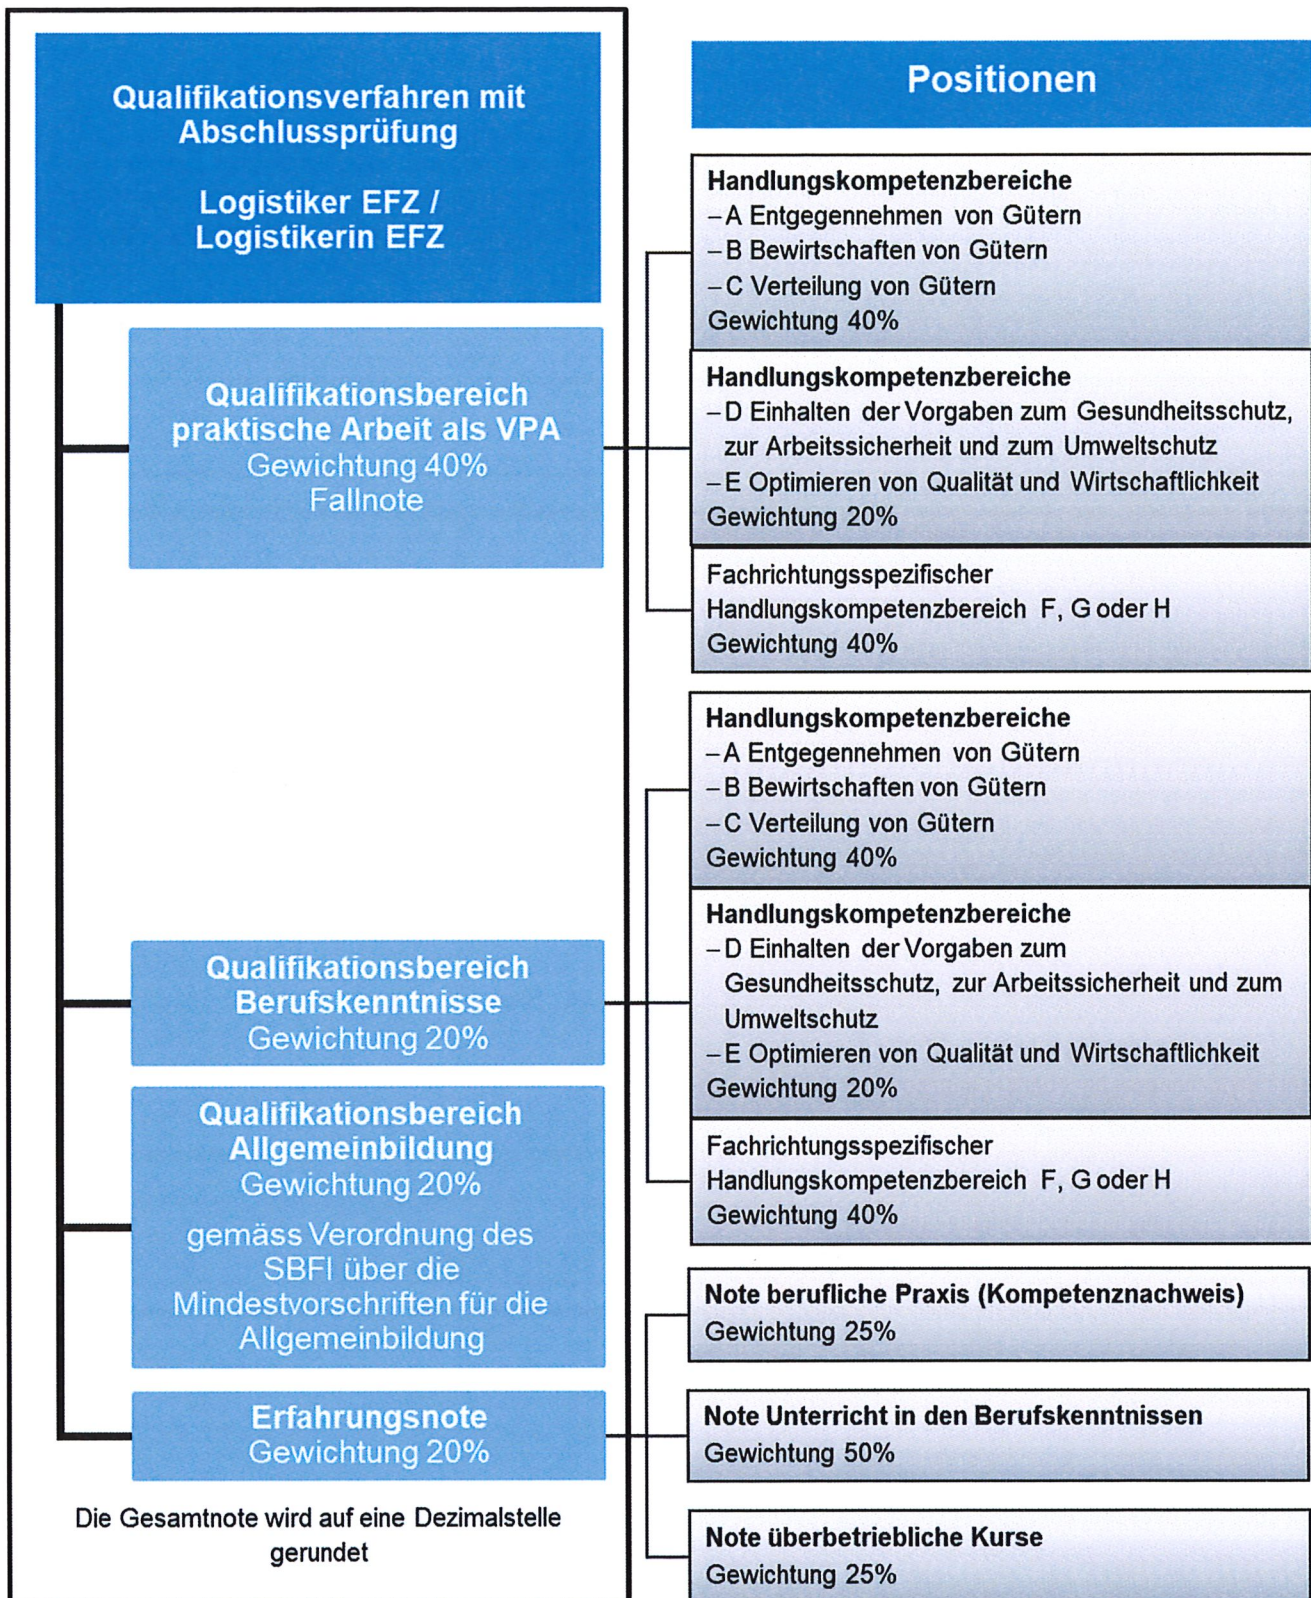 Qualifikationsverfahren mit
Abschlussprüfung
Logistiker EFZ /
Logistikerin EFZ
Qualifikationsbereich
praktische Arbeit als VPA
Gewichtung 40%
Fallnote
Qualifikationsbereich
Berufskenntnisse
Gewichtung 20%
Qualifikationsbereich
Allgemeinbildung
Gewichtung 20%
gemäss Verordnung des
SBFI über die
Mindestvorschriften für die
Allgemeinbildung
Erfahrungsnote
Gewichtung 20%
Die Gesamtnote wird auf eine Dezimalstelle
gerundet
Positionen
Handlungskompetenzbereiche
– A Entgegennehmen von Gütern
– B Bewirtschaften von Gütern
– C Verteilung von Gütern
Gewichtung 40%
Handlungskompetenzbereiche
– D Einhalten der Vorgaben zum Gesundheitsschutz,
zur Arbeitssicherheit und zum Umweltschutz
– E Optimieren von Qualität und Wirtschaftlichkeit
Gewichtung 20%
Fachrichtungsspezifischer
Handlungskompetenzbereich F, G oder H
Gewichtung 40%
Handlungskompetenzbereiche
– A Entgegennehmen von Gütern
– B Bewirtschaften von Gütern
– C Verteilung von Gütern
Gewichtung 40%
Handlungskompetenzbereiche
– D Einhalten der Vorgaben zum
Gesundheitsschutz, zur Arbeitssicherheit und zum
Umweltschutz
– E Optimieren von Qualität und Wirtschaftlichkeit
Gewichtung 20%
Fachrichtungsspezifischer
Handlungskompetenzbereich F, G oder H
Gewichtung 40%
Note berufliche Praxis (Kompetenznachweis)
Gewichtung 25%
Note Unterricht in den Berufskenntnissen
Gewichtung 50%
Note überbetriebliche Kurse
Gewichtung 25%